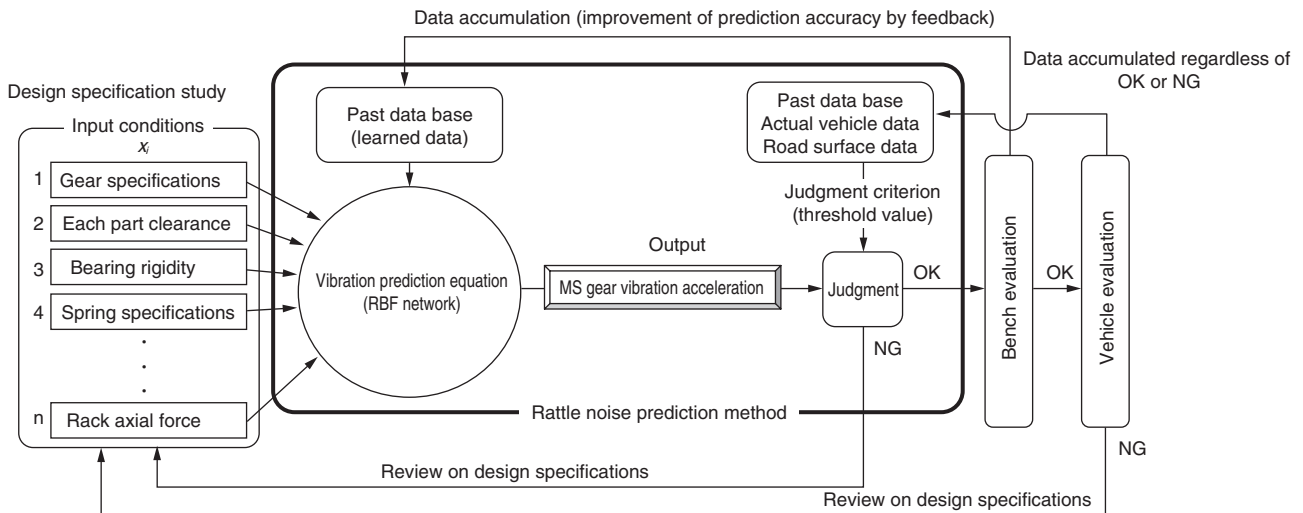 Data accumulation (improvement of prediction accuracy by feedback)
Data accumulated regardless of
OK or NG
Design specification study
Input conditions
xi
1 Gear specifications
2 Each part clearance
3 Bearing rigidity
4 Spring specifications
n Rack axial force
Past data base
(learned data)
Vibration prediction equation
(RBF network)
Output
MS gear vibration acceleration
Past data base
Actual vehicle data
Road surface data
Judgment criterion
(threshold value)
Judgment
OK
NG
Bench evaluation
OK
Vehicle evaluation
NG
Rattle noise prediction method
Review on design specifications
Review on design specifications